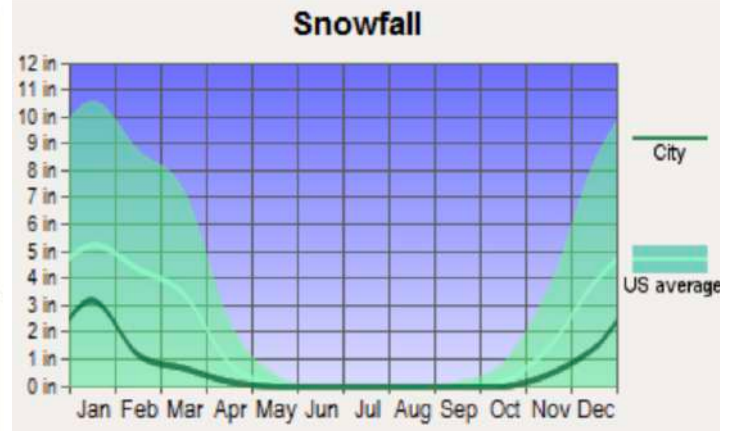 Snowfall
12 in
11 in
10 in
9 in
8 in
7 in
6 in
5 in
4 in
3 in
2 in
1 in
0 in
Jan Feb Mar Apr May Jun Jul Aug Sep Oct Nov Dec
City
US average